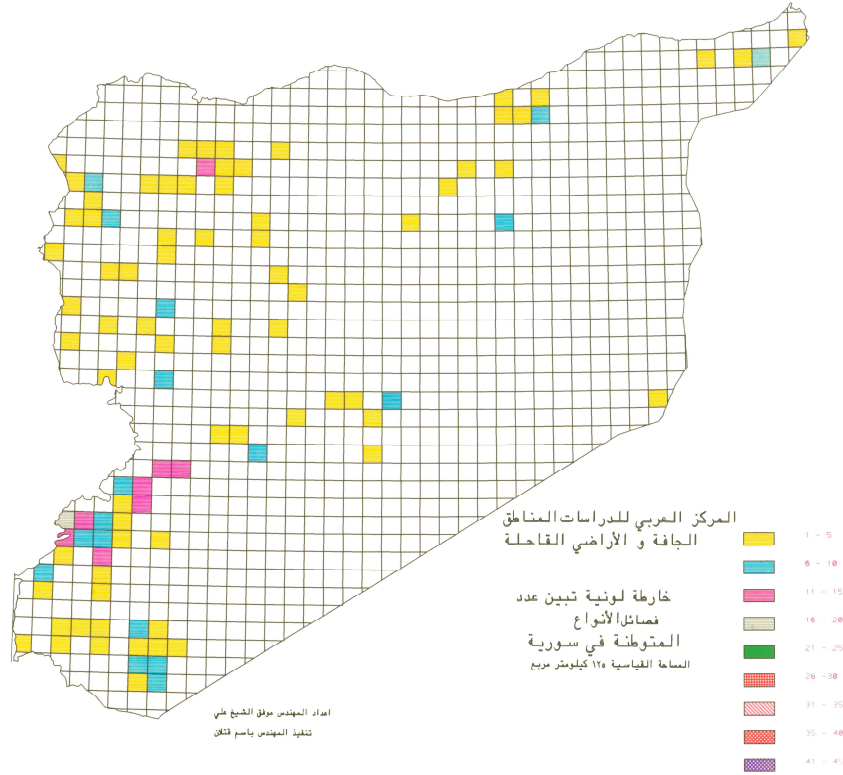 المركز العربي للدراسات المناطق
الجافة و الأراضي القاحلة
خارطة لونية تبين عدد
فصائل الأنواع
المتوطنة في سورية
المساحة القياسية ١٢٥ كيلومتر مربع
اعداد المهندس موفق الشيخ علي
تنفيذ المهندس باسم قتلان
1 - 5
6 - 10
11 - 15
16 - 20
21 - 25
26 -30
31 - 35
35 - 40
41 - 45